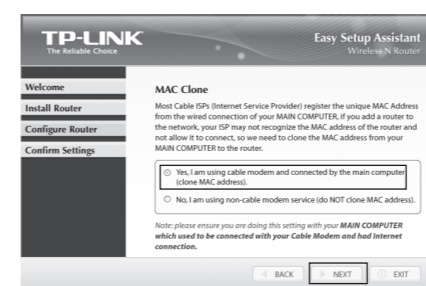 TP-LINK
The Reliable Choice
Easy Setup Assistant
Wireless N Router
Welcome
Install Router
Configure Router
Confirm Settings
MAC Clone
Most Cable ISPs (Internet Service Provider) register the unique MAC Address
from the wired connection of your MAIN COMPUTER, if you add a router to
the network, your ISP may not recognize the MAC address of the router and
not allow it to connect, so we need to clone the MAC address from your
MAIN COMPUTER to the router.
Yes, I am using cable modem and connected by the main computer
(clone MAC address).
No, I am using non-cable modem service (do NOT clone MAC address).
Note: please ensure you are doing this setting with your MAIN COMPUTER
which used to be connected with your Cable Modem and had Internet
connection.
BACK
NEXT
EXIT